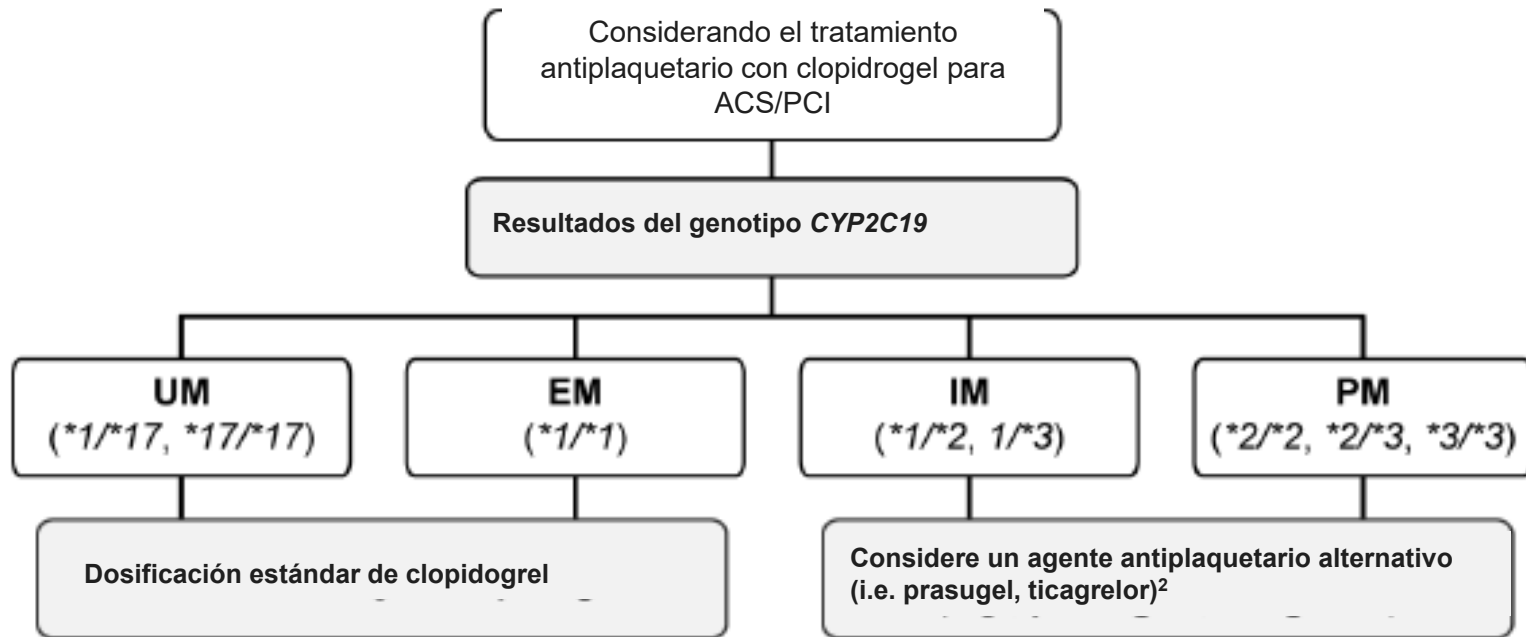 Considerando el tratamiento
antiplaquetario con clopidrogel para
ACS/PCI
Resultados del genotipo CYP2C19
UM
(*1/*17, *17/*17)
EM
(*1/*1)
IM
(*1/*2, 1/*3)
PM
(*2/*2, *2/*3, *3/*3)
Dosificación estándar de clopidogrel
Considere un agente antiplaquetario alternativo
(i.e. prasugel, ticagrelor)²